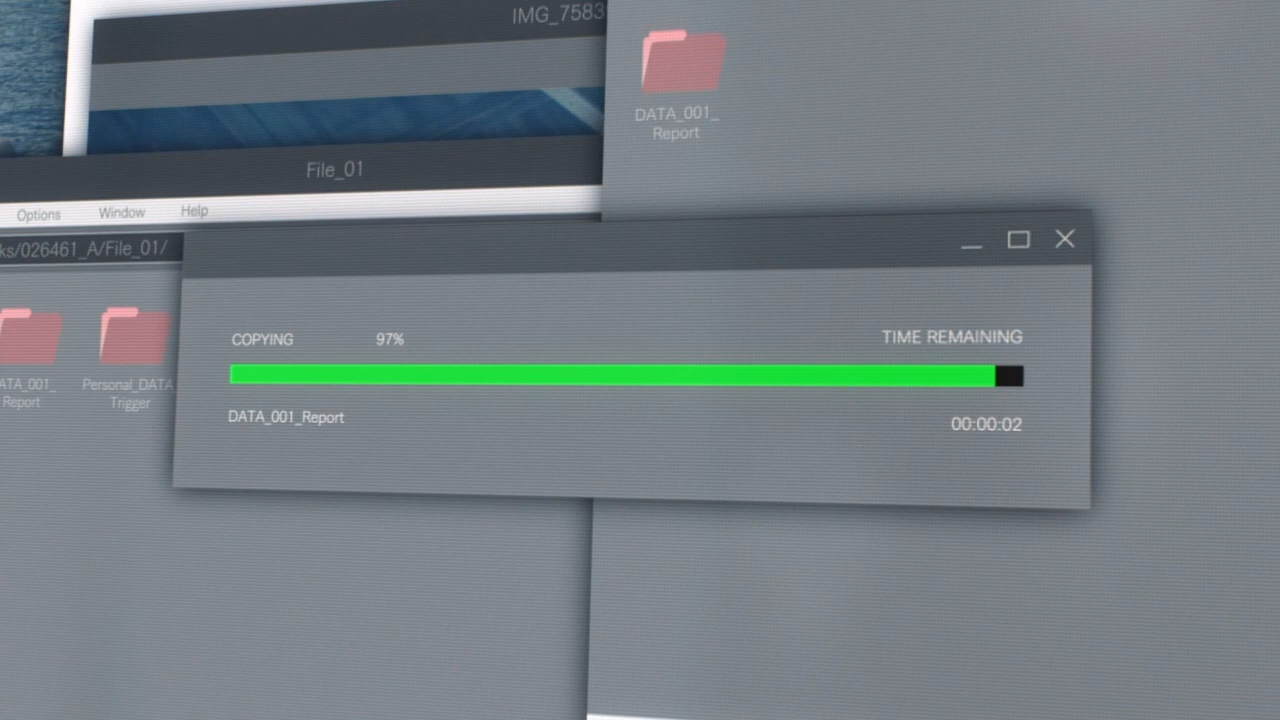 IMG_7583
DATA_001_
Report
File_01
Options Window Help
ks/026461_A/File_01/
COPYING 97% TIME REMAINING
ATA_001_
Report
Personal_DATA
Trigger
DATA_001_Report
00:00:02